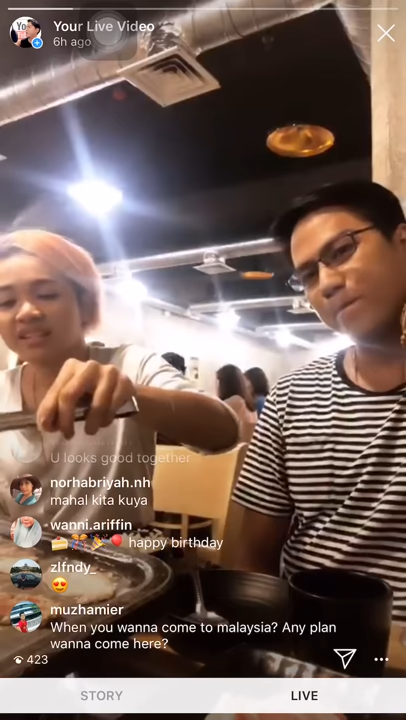 Yo
Your Live Video
6h ago
U looks good together
norhabriyah.nh
mahal kita kuya
wanni.ariffin
🍰🎊🎉🎈 happy birthday
zlfndy_
😍
muzhamier
When you wanna come to malaysia? Any plan
wanna come here?
423
STORY
LIVE